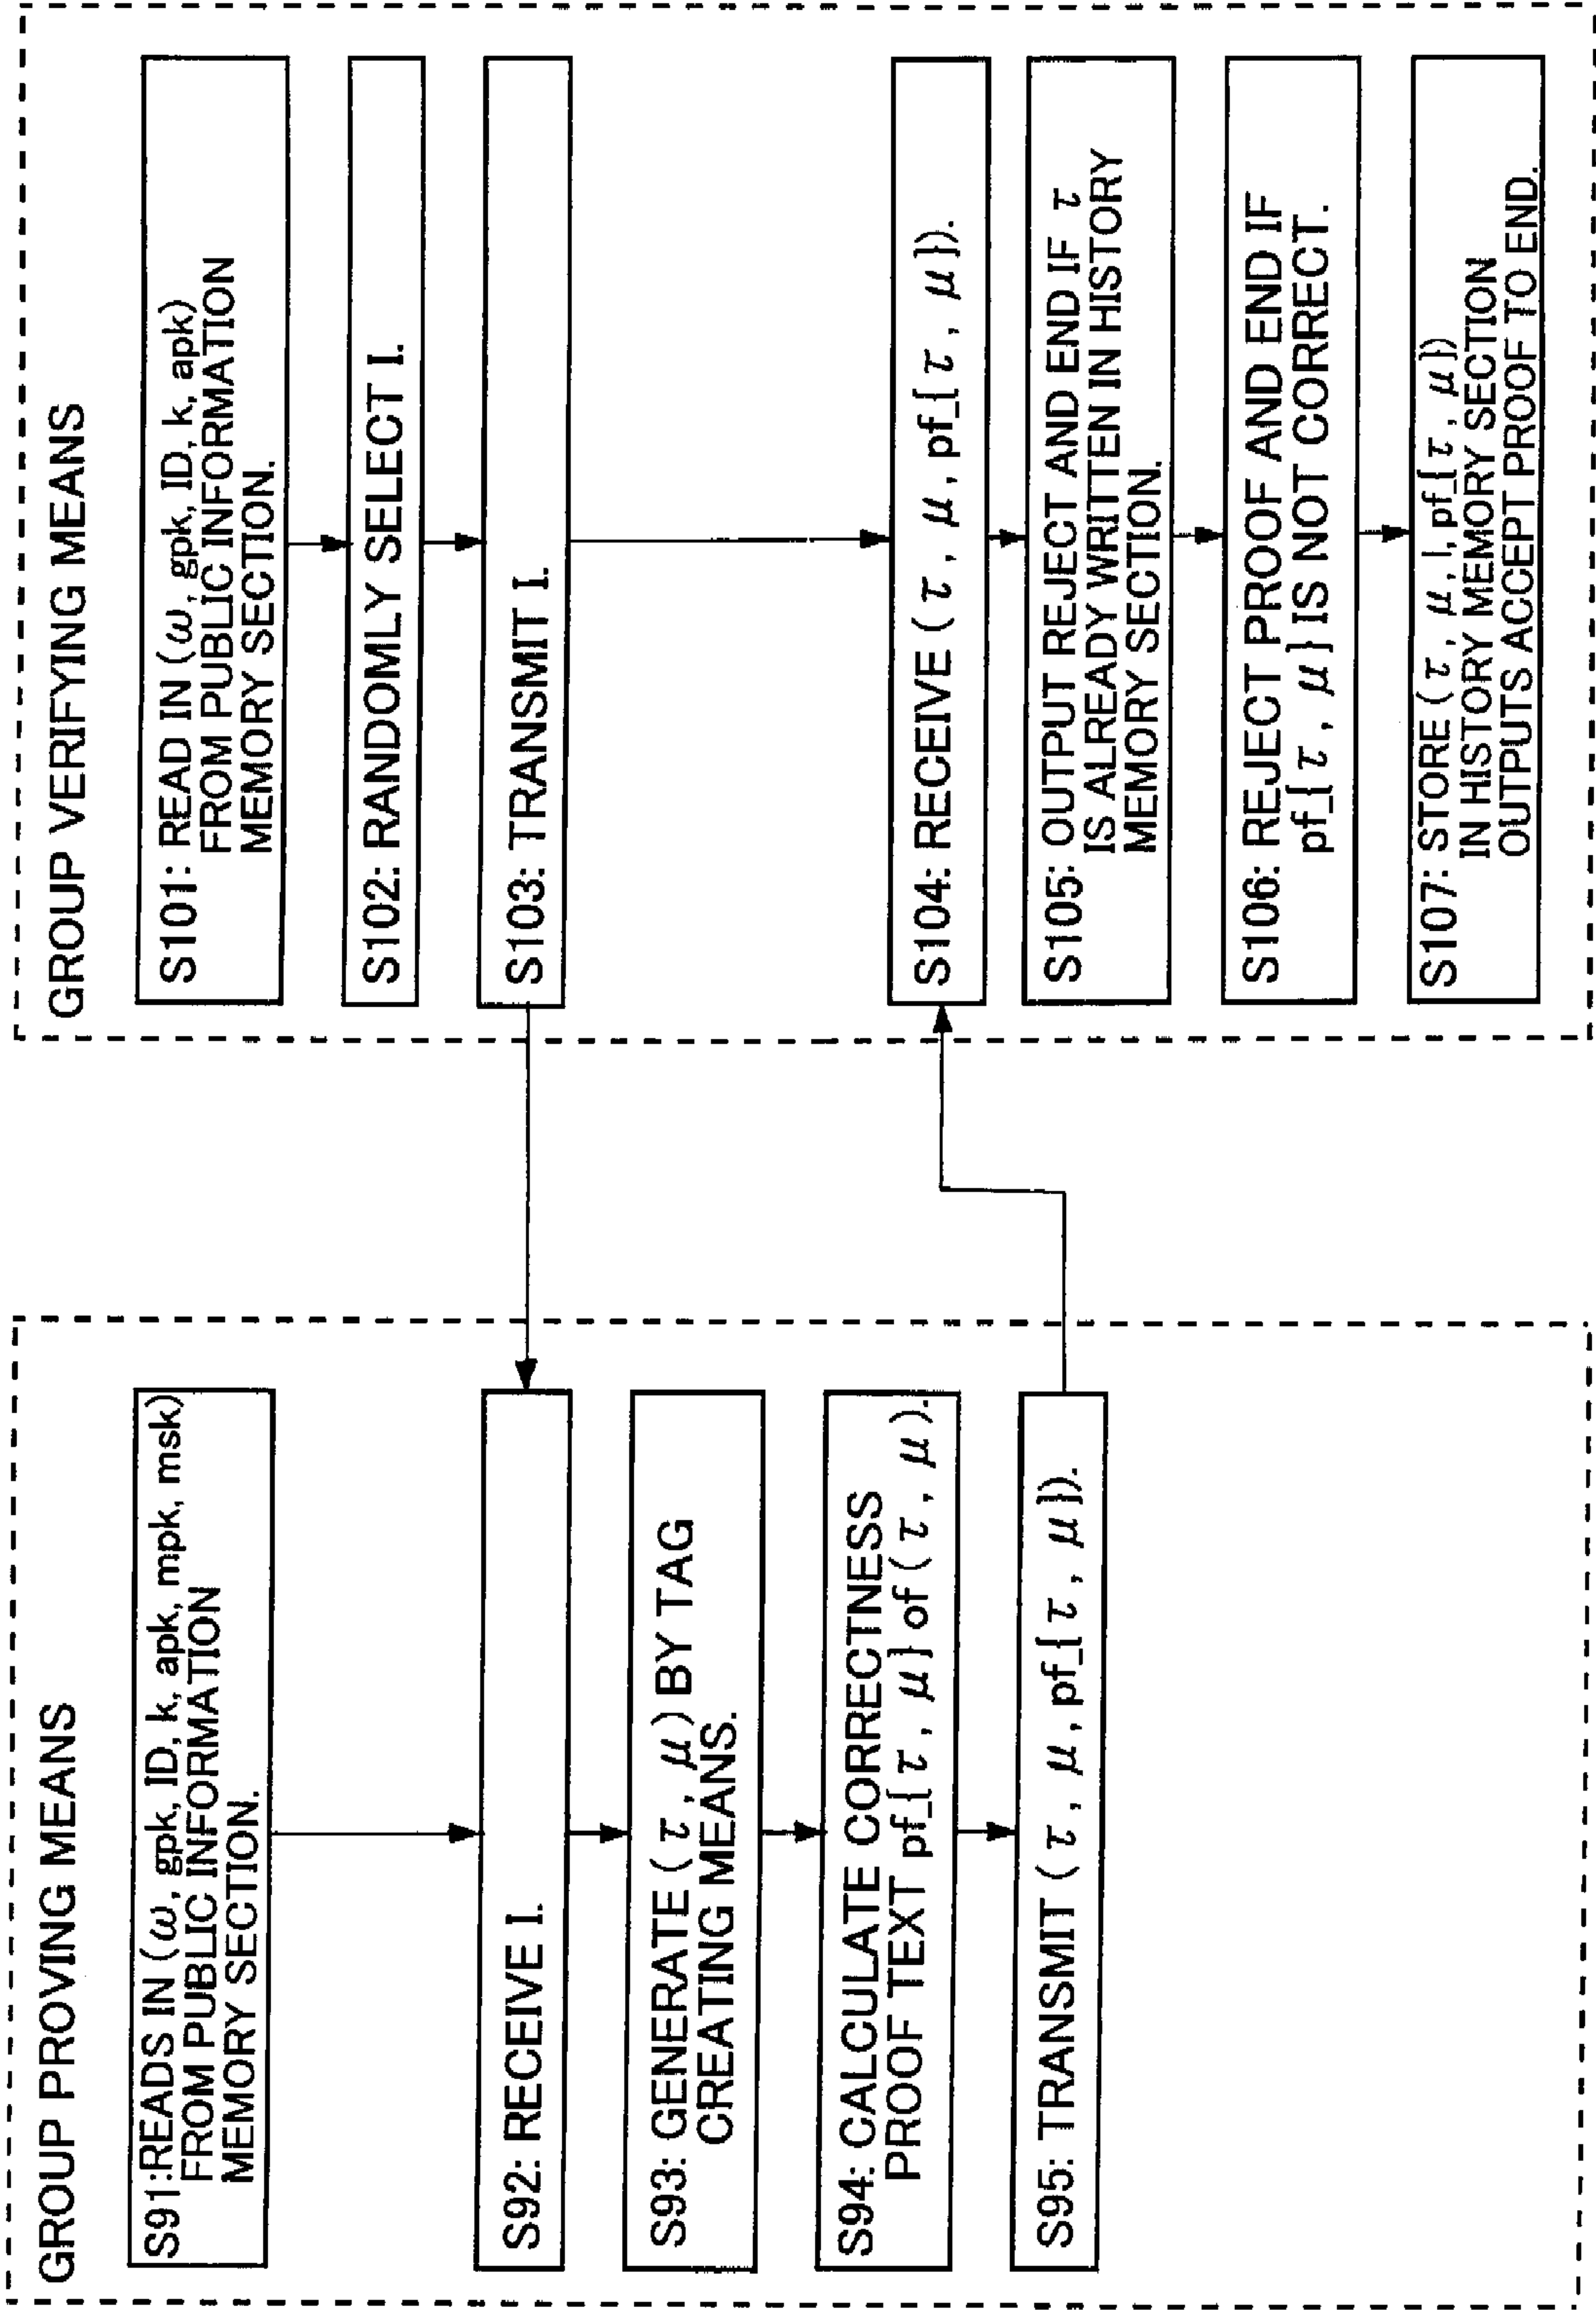 GROUP PROVING MEANS
S91:READS IN (ω, gpk, ID, k, apk, mpk, msk)
FROM PUBLIC INFORMATION
MEMORY SECTION.
S92: RECEIVE I.
S93: GENERATE (τ, μ) BY TAG
CREATING MEANS.
S94: CALCULATE CORRECTNESS
PROOF TEXT pf_{τ, μ} of (τ, μ).
S95: TRANSMIT (τ, μ, pf_{τ, μ}).
GROUP VERIFYING MEANS
S101: READ IN (ω, gpk, ID, k, apk)
FROM PUBLIC INFORMATION
MEMORY SECTION.
S102: RANDOMLY SELECT I.
S103: TRANSMIT I.
S104: RECEIVE (τ, μ, pf_{τ, μ}).
S105: OUTPUT REJECT AND END IF τ
IS ALREADY WRITTEN IN HISTORY
MEMORY SECTION.
S106: REJECT PROOF AND END IF
pf_{τ, μ} IS NOT CORRECT.
S107: STORE (τ, μ, l, pf_{τ, μ})
IN HISTORY MEMORY SECTION
OUTPUTS ACCEPT PROOF TO END.